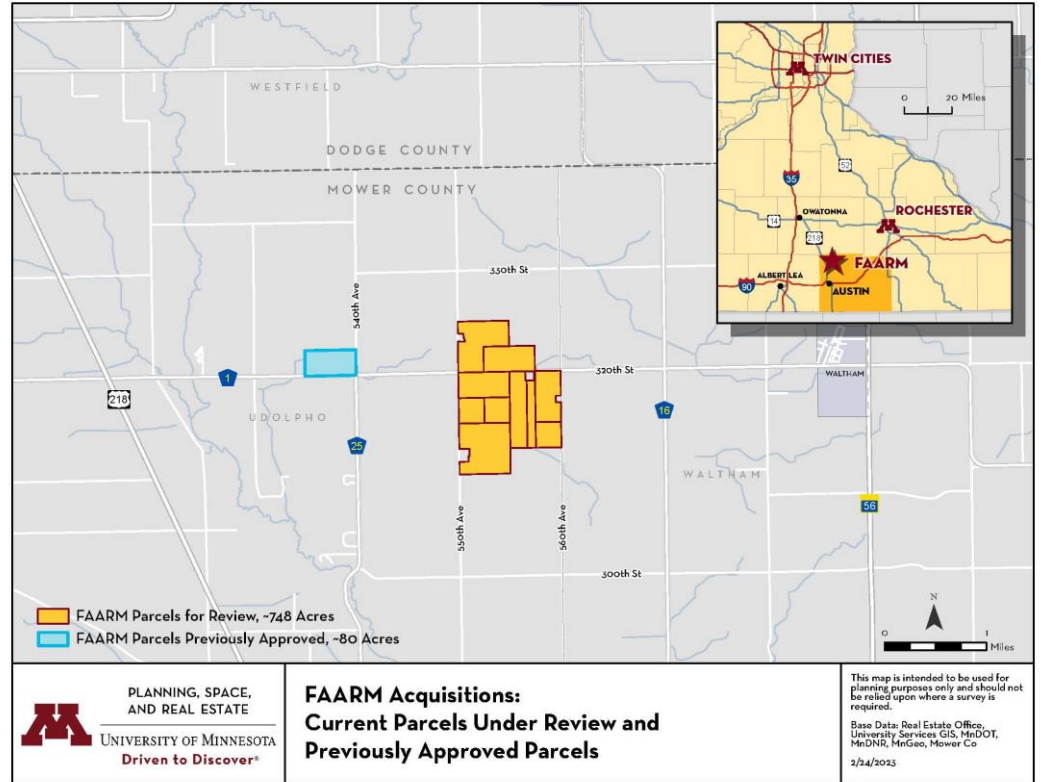 WESTFIELD
DODGE COUNTY
MOWER COUNTY
330th St
540th Ave
320th St
1
218
UDOLPHO
25
16
WALTHAM
WALTHAM
550th Ave
560th Ave
56
300th St
TWIN CITIES
0 20 Miles
52
35
OWATONNA
ROCHESTER
14
218
FAARM
ALBERT LEA
90
AUSTIN
FAARM Parcels for Review, ~748 Acres
FAARM Parcels Previously Approved, ~80 Acres
N
0 1
Miles
PLANNING, SPACE,
AND REAL ESTATE
UNIVERSITY OF MINNESOTA
Driven to Discover®
FAARM Acquisitions:
Current Parcels Under Review and
Previously Approved Parcels
This map is intended to be used for
planning purposes only and should not
be relied upon where a survey is
required.
Base Data: Real Estate Office,
University Services GIS, MnDOT,
MnDNR, MnGeo, Mower Co
2/24/2023